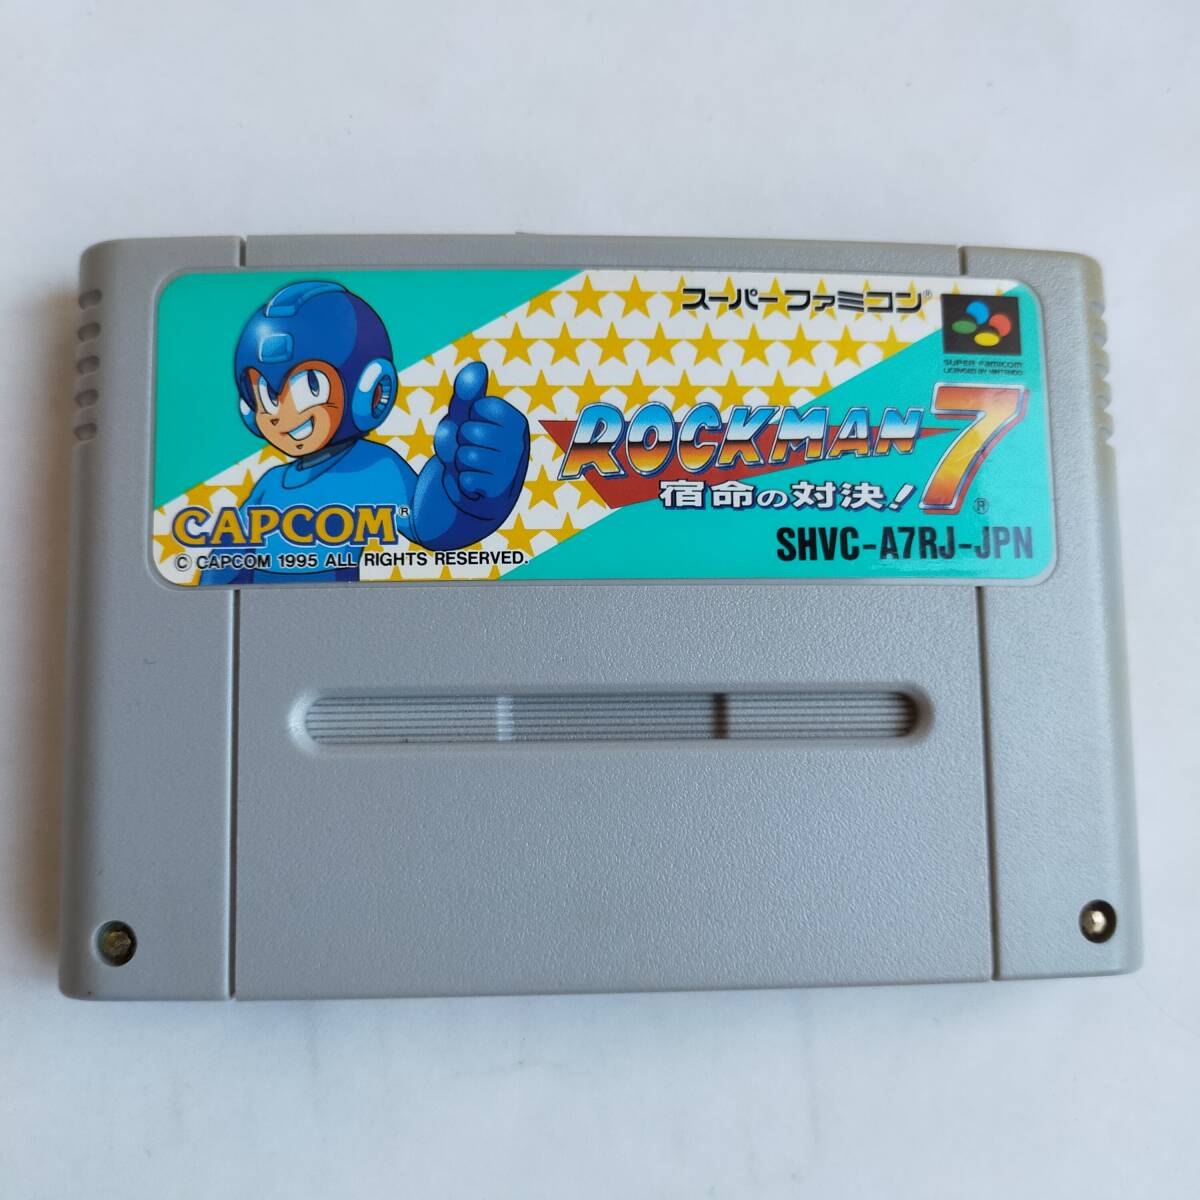 スーパーファミコン®
SUPER FAMICOM
LICENSED BY NINTENDO
ROCKMAN 7 ®
宿命の対決!
CAPCOM ®
© CAPCOM 1995 ALL RIGHTS RESERVED.
SHVC-A7RJ-JPN